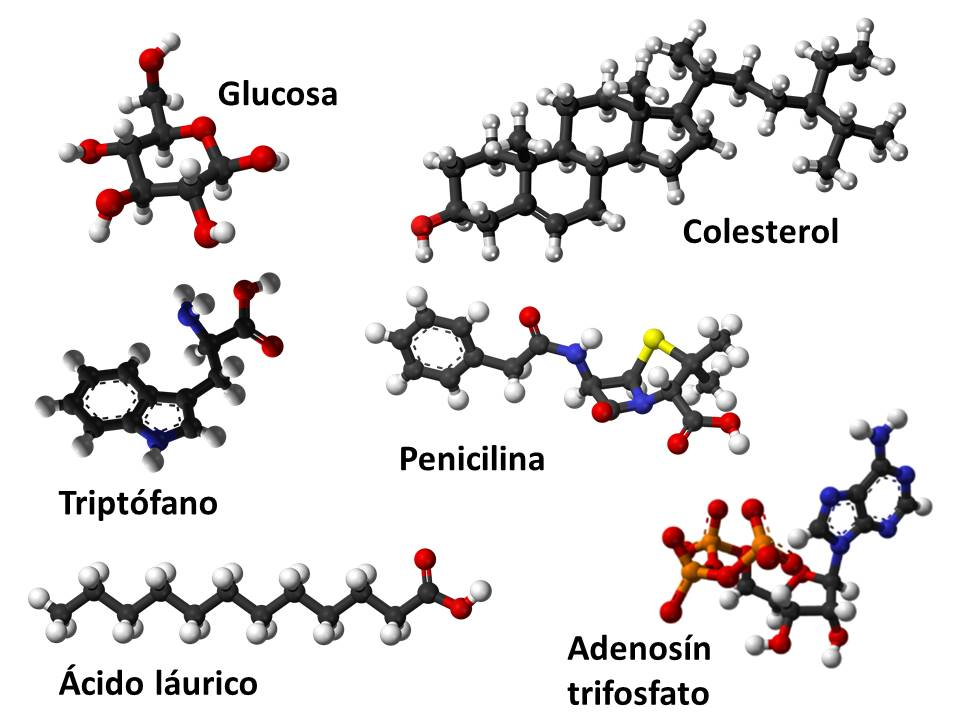 Glucosa
Colesterol
Penicilina
Triptófano
Ácido láurico
Adenosín
trifosfato